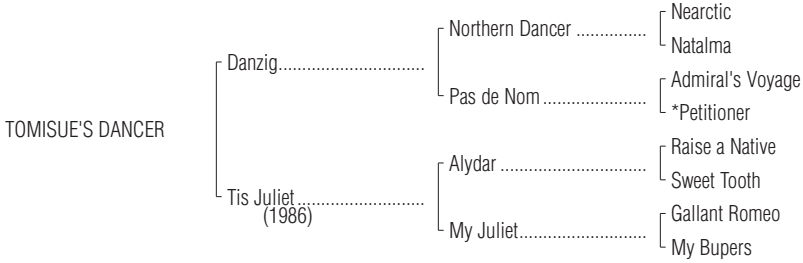 Nearctic
Northern Dancer ...............
Natalma
Danzig...............................
Admiral's Voyage
Pas de Nom ......................
*Petitioner
TOMISUE'S DANCER
Raise a Native
Alydar ...............................
Sweet Tooth
Tis Juliet...........................
(1986)
Gallant Romeo
My Juliet...........................
My Bupers